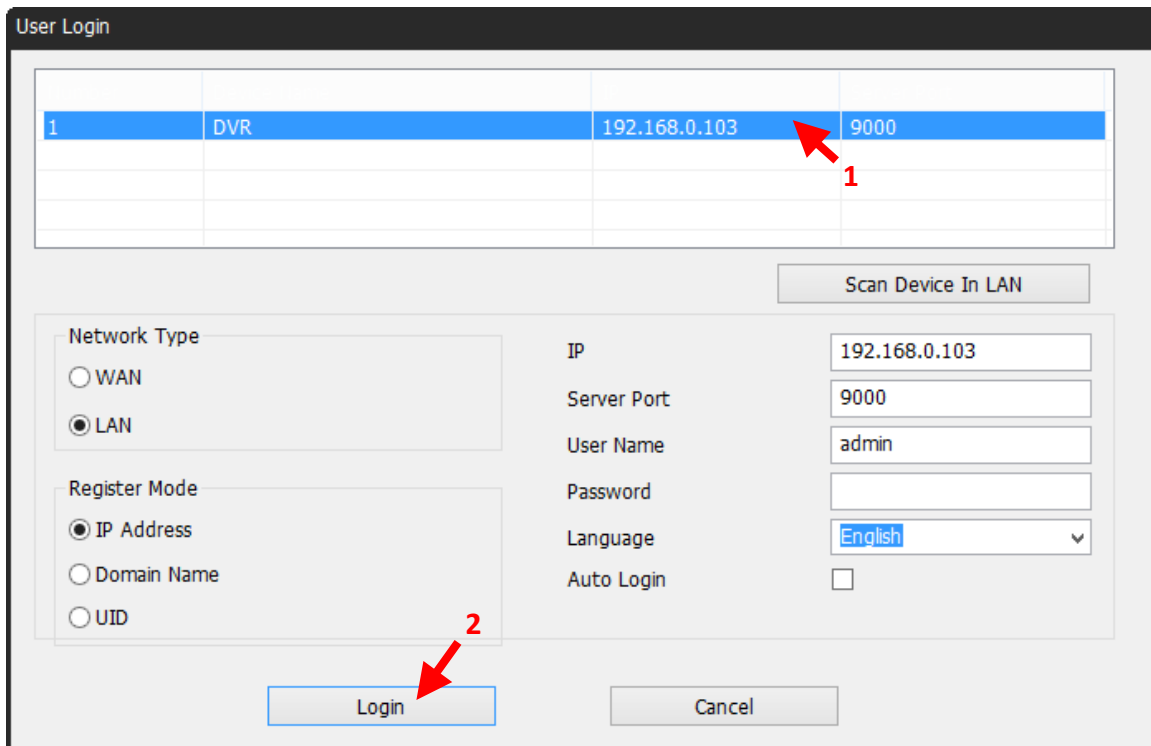 User Login
1 DVR 192.168.0.103 9000
1
Scan Device In LAN
Network Type
WAN
LAN
IP 192.168.0.103
Server Port 9000
User Name admin
Password
Language English
Auto Login
Register Mode
IP Address
Domain Name
UID
2
Login
Cancel